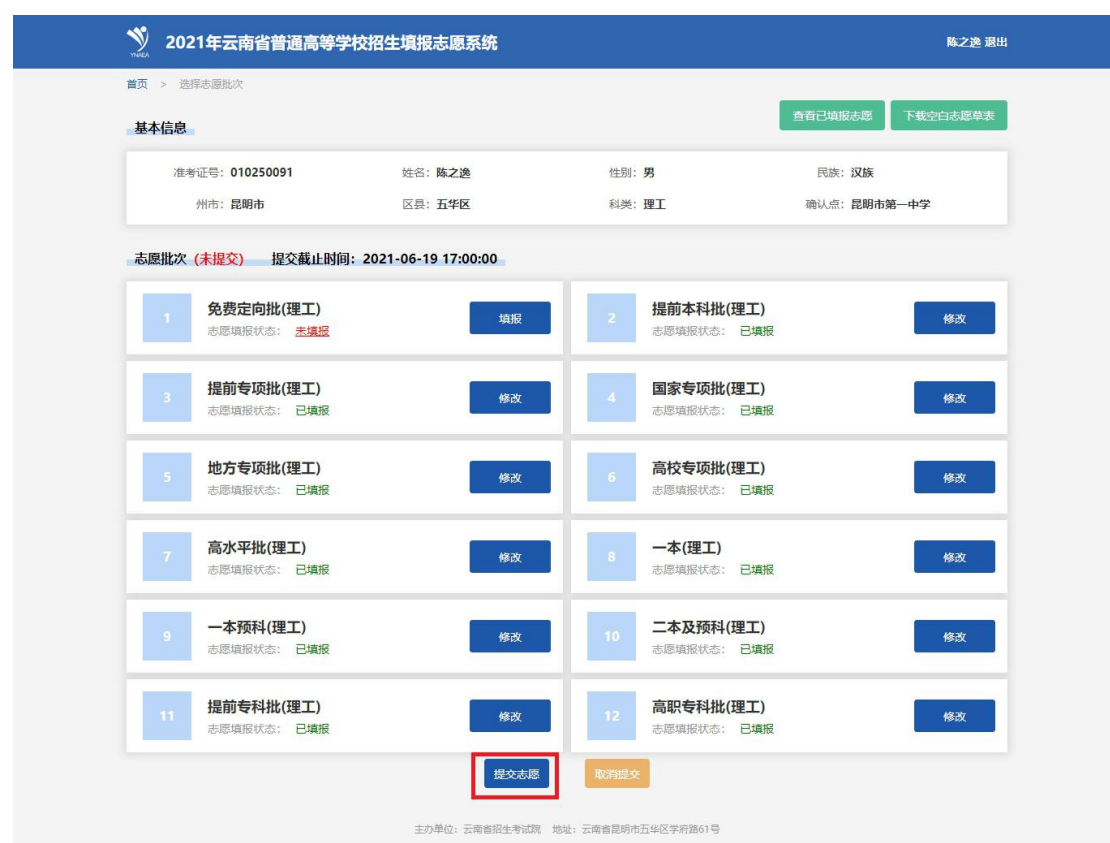 YNAEA 2021年云南省普通高等学校招生填报志愿系统 陈之逸 退出
首页 > 选择志愿批次
查看已填报志愿 下载空白志愿草表
基本信息
准考证号：010250091 姓名：陈之逸 性别：男 民族：汉族
州市：昆明市 区县：五华区 科类：理工 确认点：昆明市第一中学
志愿批次（未提交） 提交截止时间：2021-06-19 17:00:00
1 免费定向批(理工) 填报
志愿填报状态： 未填报
2 提前本科批(理工) 修改
志愿填报状态： 已填报
3 提前专项批(理工) 修改
志愿填报状态： 已填报
4 国家专项批(理工) 修改
志愿填报状态： 已填报
5 地方专项批(理工) 修改
志愿填报状态： 已填报
6 高校专项批(理工) 修改
志愿填报状态： 已填报
7 高水平批(理工) 修改
志愿填报状态： 已填报
8 一本(理工) 修改
志愿填报状态： 已填报
9 一本预科(理工) 修改
志愿填报状态： 已填报
10 二本及预科(理工) 修改
志愿填报状态： 已填报
11 提前专科批(理工) 修改
志愿填报状态： 已填报
12 高职专科批(理工) 修改
志愿填报状态： 已填报
提交志愿 取消提交
主办单位：云南省招生考试院 地址：云南省昆明市五华区学府路61号